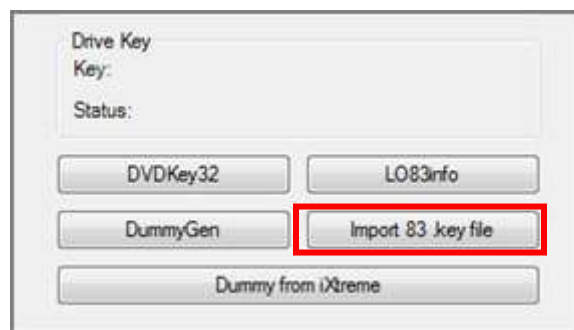 Drive Key
Key:
Status:
DVDKey32
LO83info
DummyGen
Import 83 .key file
Dummy from iXtreme